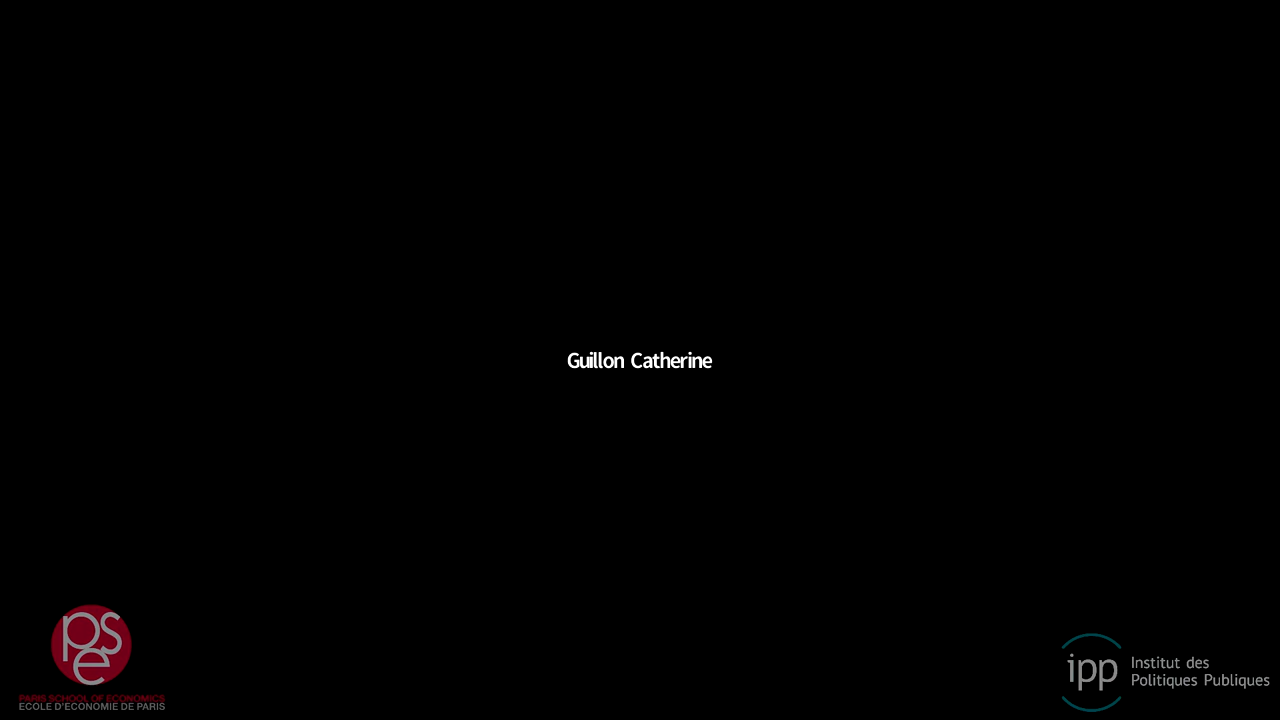 Guillon Catherine
pse
PARIS SCHOOL OF ECONOMICS
ECOLE D'ECONOMIE DE PARIS
ipp
Institut des
Politiques Publiques